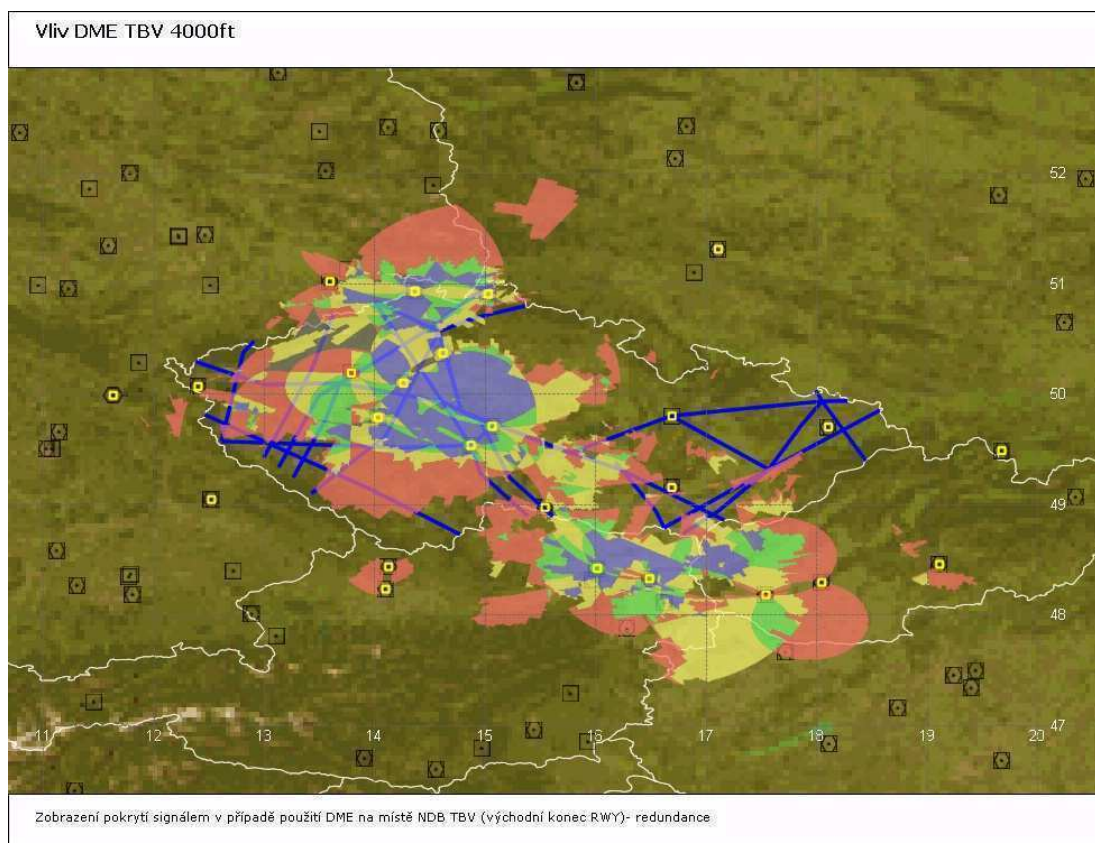 Vliv DME TBV 4000ft
52
51
50
49
48
47
11 12 13 14 15 16 17 18 19 20
Zobrazení pokrytí signálem v případě použití DME na místě NDB TBV (východní konec RWY)- redundance